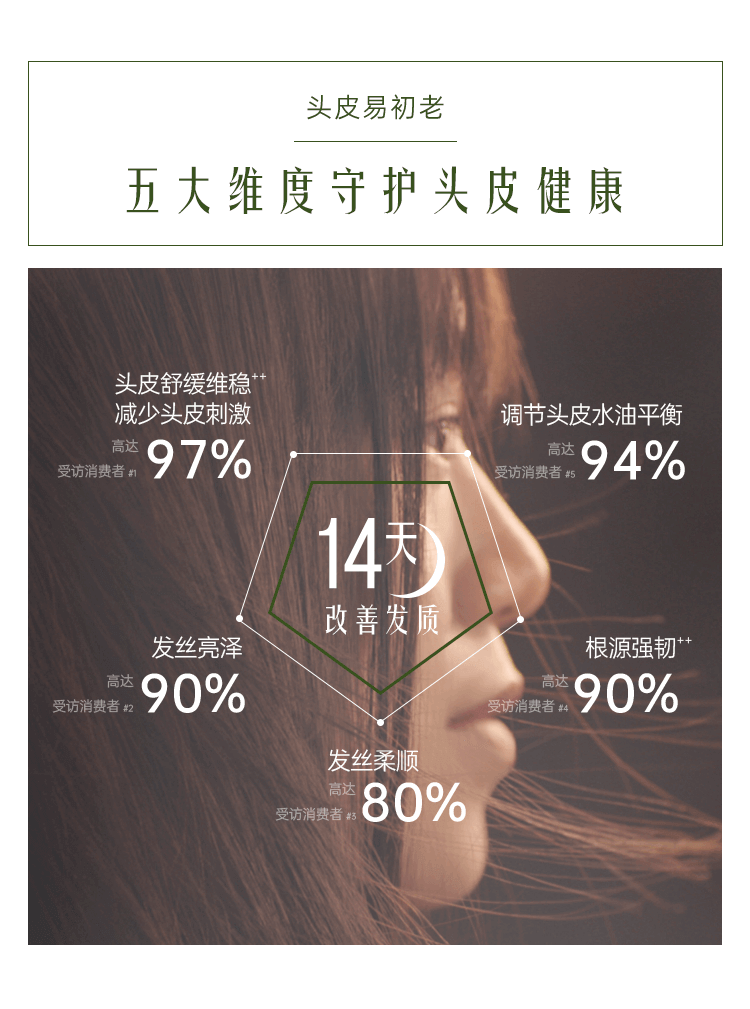 头皮易初老
五大维度守护头皮健康
头皮舒缓维稳++
减少头皮刺激
高达
受访消费者 #1
97%
调节头皮水油平衡
高达
受访消费者 #5
94%
14天
改善发质
发丝亮泽
高达
受访消费者 #2
90%
根源强韧++
高达
受访消费者 #4
90%
发丝柔顺
高达
受访消费者 #3
80%